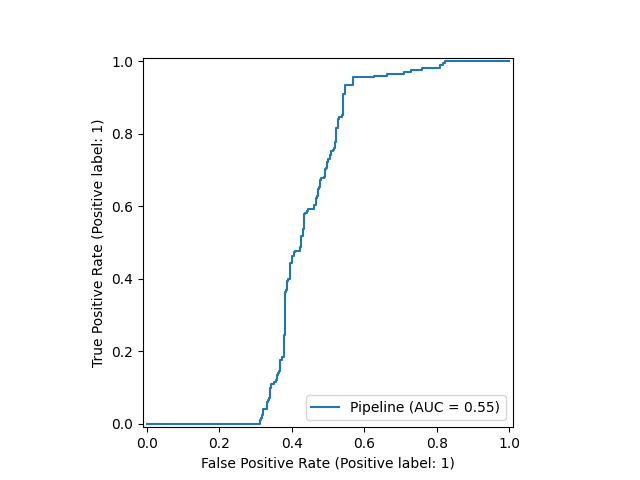 1.0
0.8
0.6
0.4
0.2
0.0
True Positive Rate (Positive label: 1)
Pipeline (AUC = 0.55)
0.0 0.2 0.4 0.6 0.8 1.0
False Positive Rate (Positive label: 1)